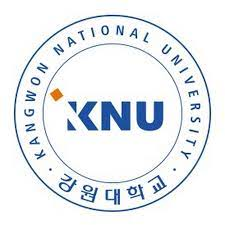 · KANGWON NATIONAL UNIVERSITY ·
KNU
강원대학교